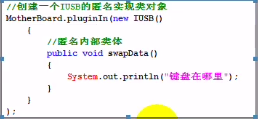 //创建一个IUSB的匿名实现类对象
MotherBoard.pluginIn(new IUSB()
{
//匿名内部类体
public void swapData()
{
System.out.println("键盘在哪里");
}
}
);